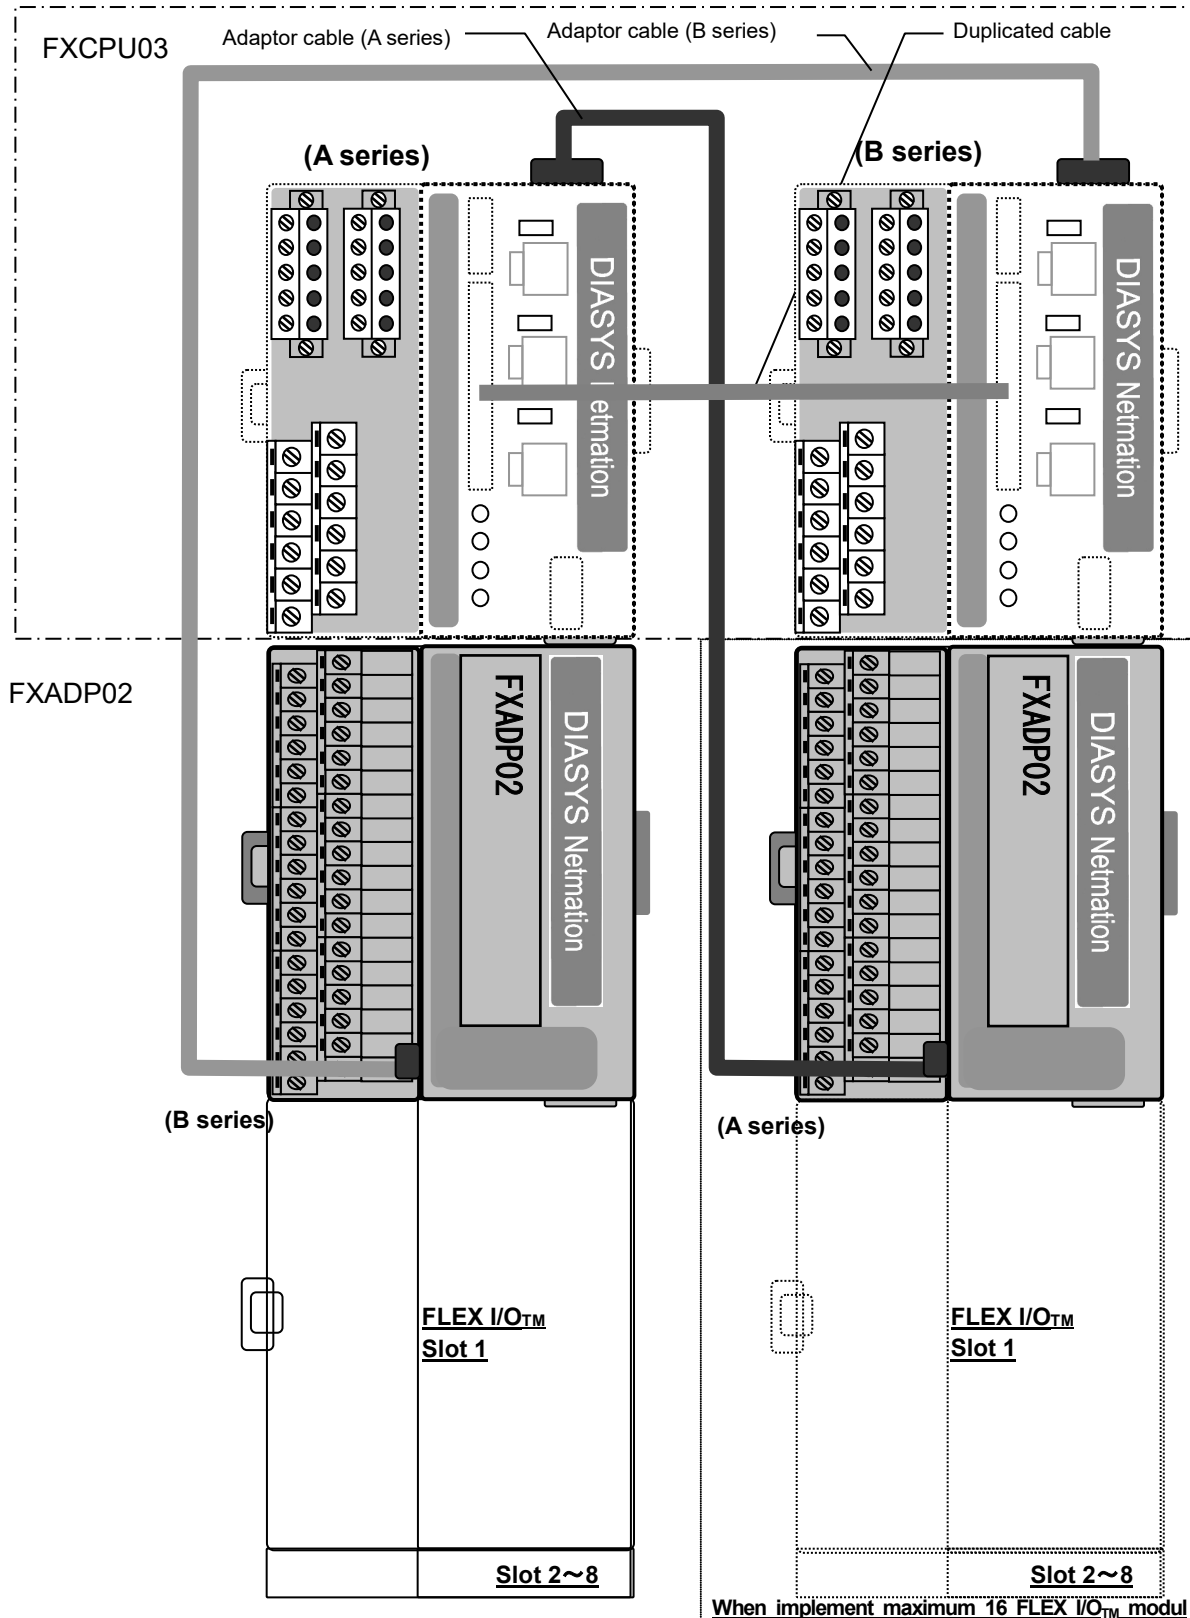 FXCPU03
Adaptor cable (A series)
Adaptor cable (B series)
Duplicated cable
(A series)
(B series)
DIASYS Netmation
DIASYS Netmation
FXADP02
FXADP02
DIASYS Netmation
FXADP02
DIASYS Netmation
(B series)
(A series)
FLEX I/OTM
Slot 1
FLEX I/OTM
Slot 1
Slot 2～8
Slot 2～8
When implement maximum 16 FLEX I/OTM modul